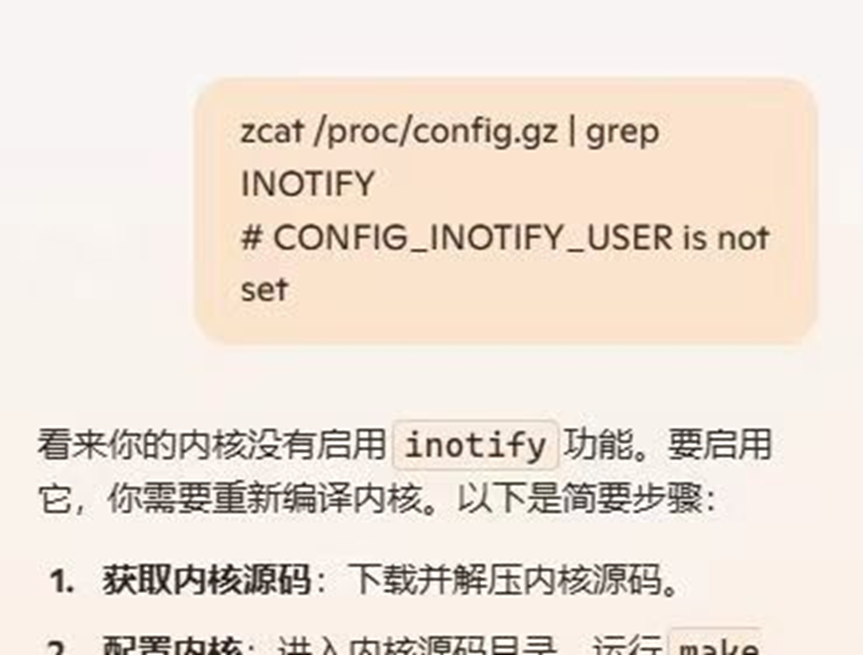 zcat /proc/config.gz | grep
INOTIFY
# CONFIG_INOTIFY_USER is not
set
看来你的内核没有启用 inotify 功能。要启用
它，你需要重新编译内核。以下是简要步骤：
1. 获取内核源码：下载并解压内核源码。
2. 配置内核：进入内核源码目录，运行 make